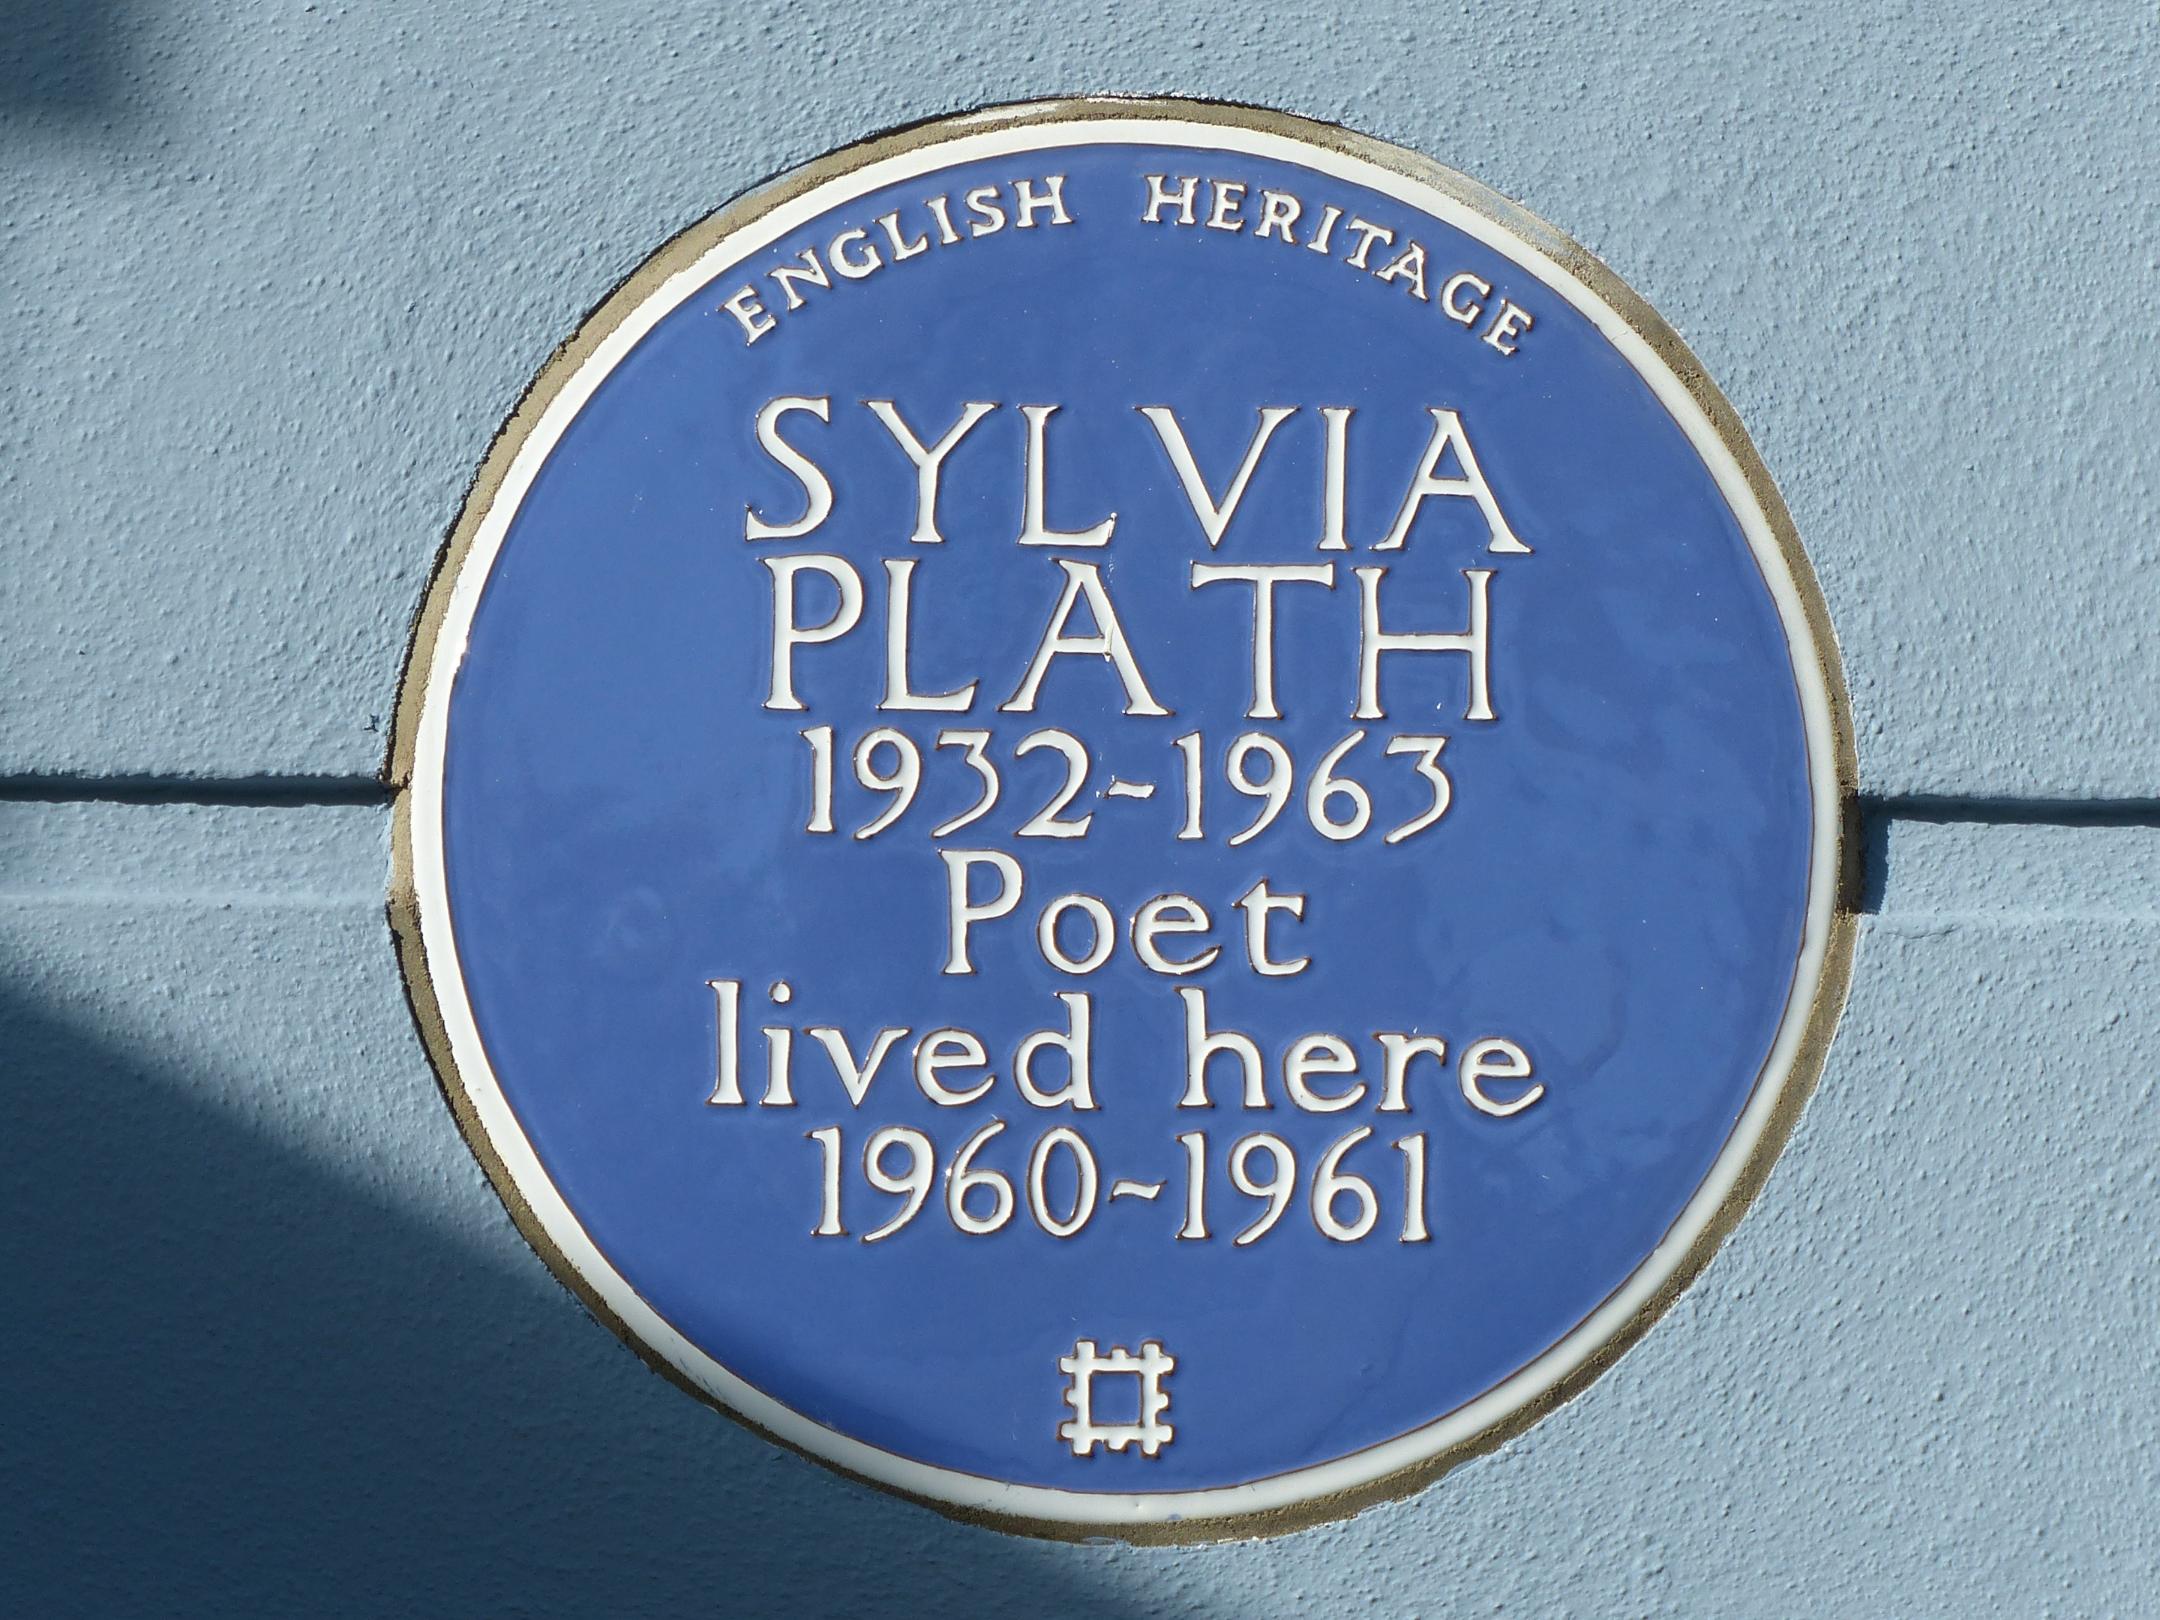 ENGLISH HERITAGE
SYLVIA
PLATH
1932-1963
Poet
lived here
1960-1961